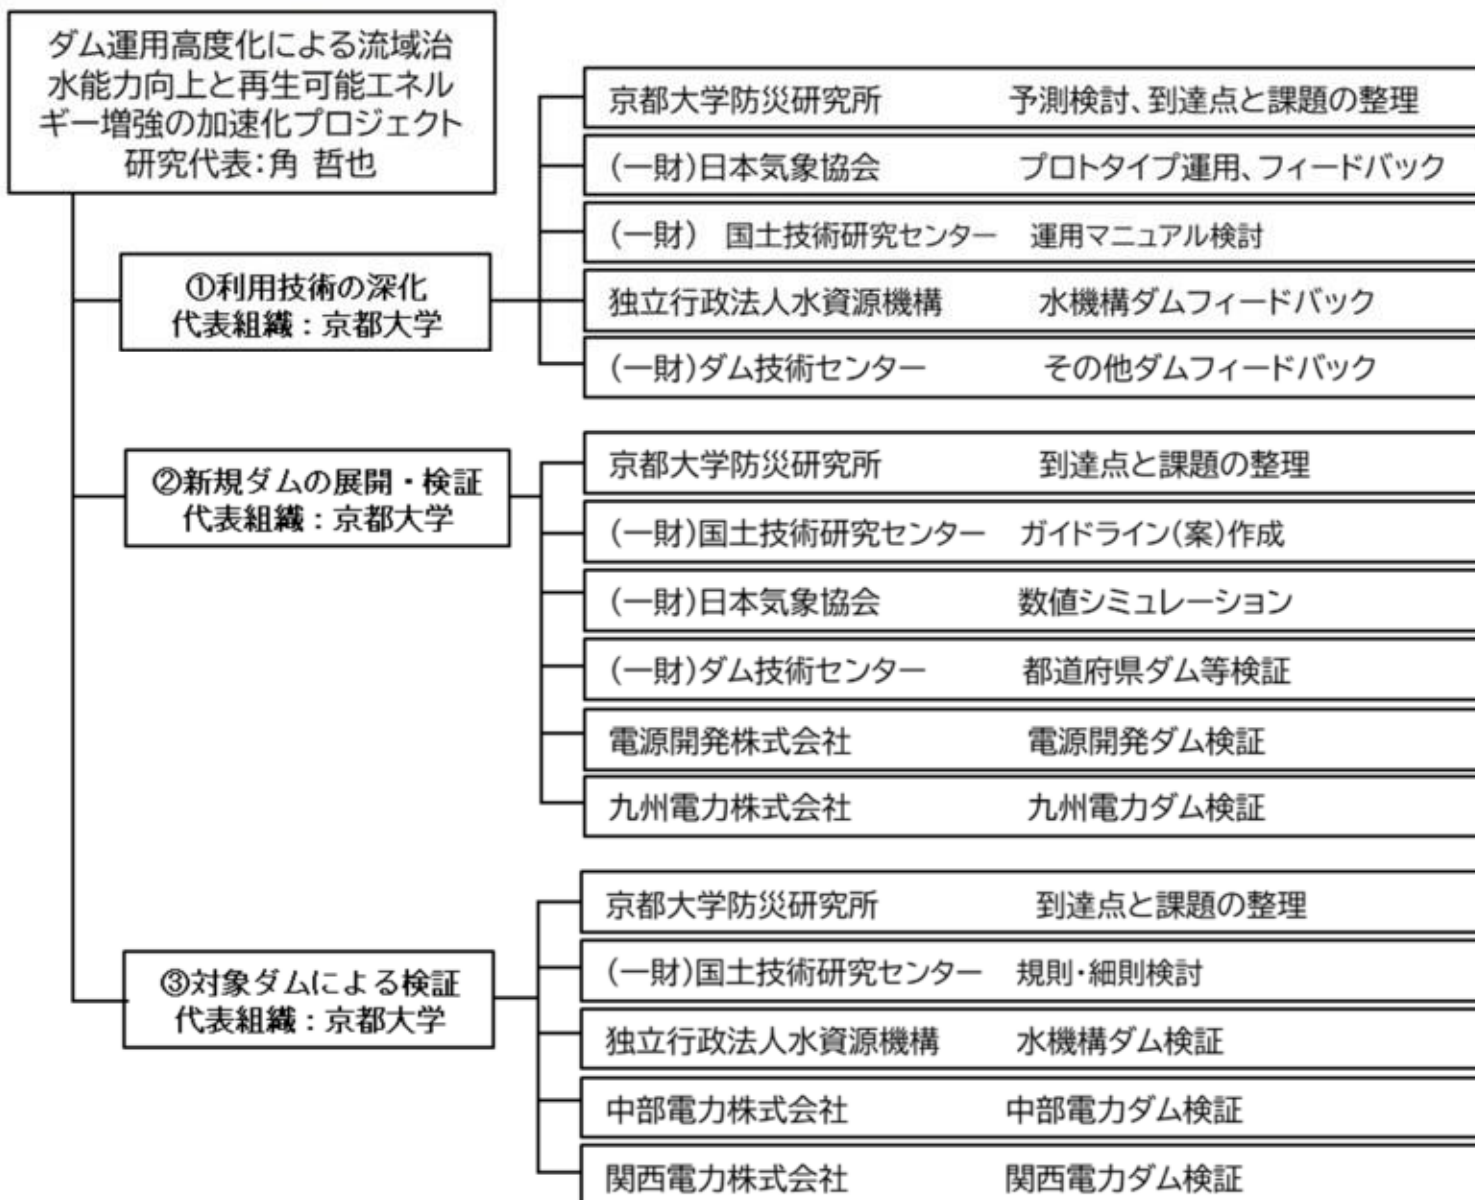 ダム運用高度化による流域治
水能力向上と再生可能エネル
ギー増強の加速化プロジェクト
研究代表：角 哲也
①利用技術の深化
代表組織：京都大学
京都大学防災研究所 予測検討、到達点と課題の整理
(一財)日本気象協会 プロトタイプ運用、フィードバック
(一財) 国土技術研究センター 運用マニュアル検討
独立行政法人水資源機構 水機構ダムフィードバック
(一財)ダム技術センター その他ダムフィードバック
②新規ダムの展開・検証
代表組織：京都大学
京都大学防災研究所 到達点と課題の整理
(一財)国土技術研究センター ガイドライン(案)作成
(一財)日本気象協会 数値シミュレーション
(一財)ダム技術センター 都道府県ダム等検証
電源開発株式会社 電源開発ダム検証
九州電力株式会社 九州電力ダム検証
③対象ダムによる検証
代表組織：京都大学
京都大学防災研究所 到達点と課題の整理
(一財)国土技術研究センター 規則・細則検討
独立行政法人水資源機構 水機構ダム検証
中部電力株式会社 中部電力ダム検証
関西電力株式会社 関西電力ダム検証